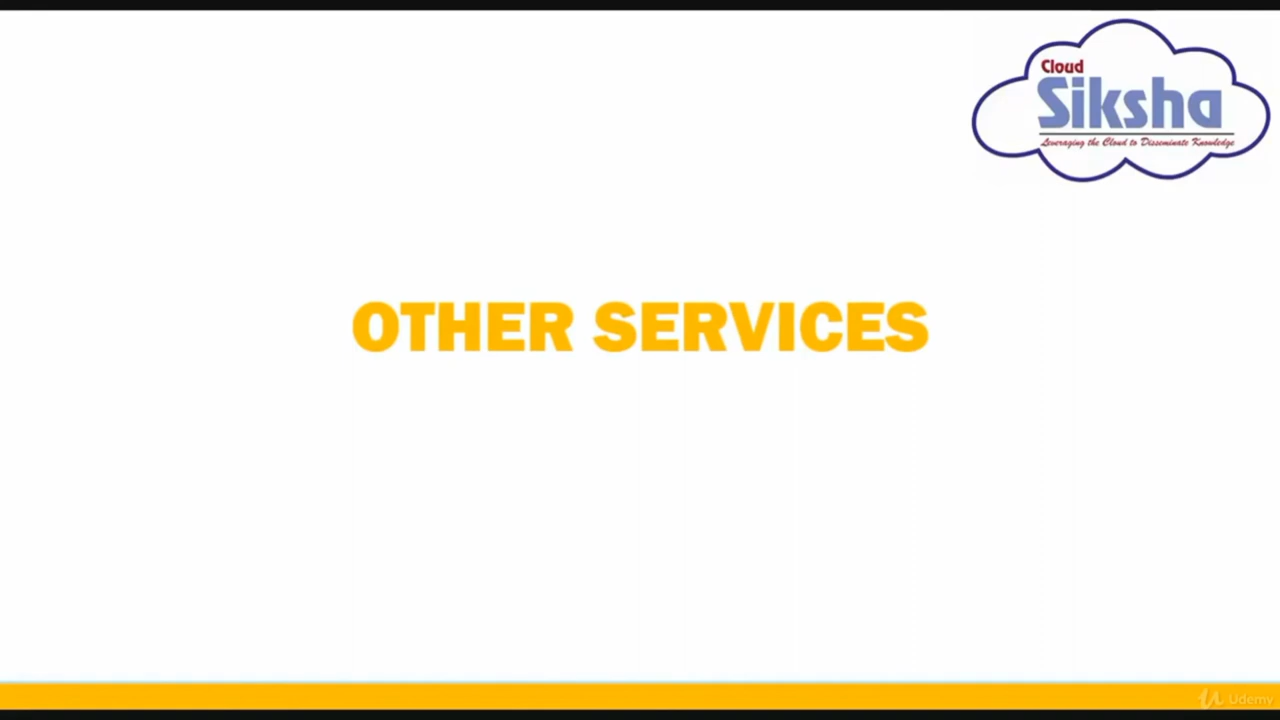 Cloud
Siksha
Leveraging the Cloud to Disseminate Knowledge
OTHER SERVICES
Udemy